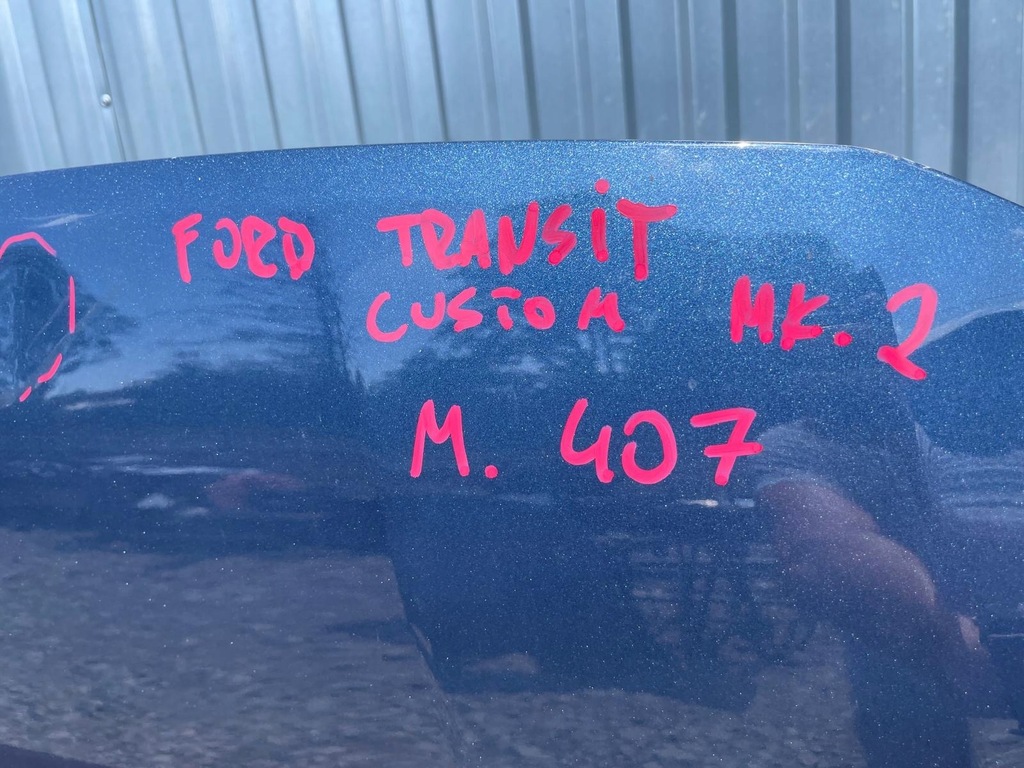 FORD TRANSiT
CUSTOM MK. 2
M. 407